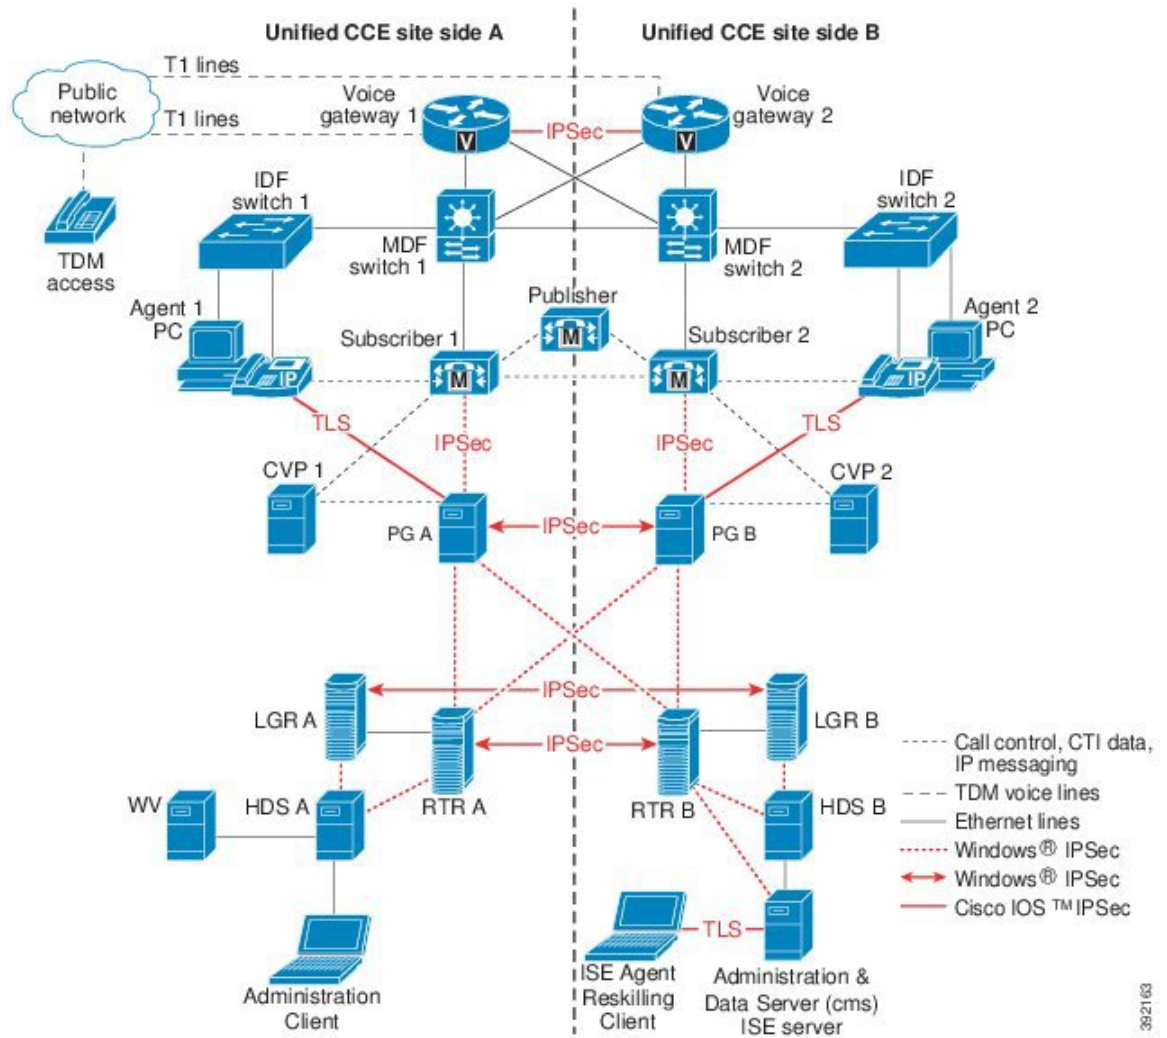 Unified CCE site side A
Unified CCE site side B
T1 lines
Public
network
T1 lines
Voice
gateway 1
IPSec
Voice
gateway 2
V
V
IDF
switch 1
IDF
switch 2
TDM
access
MDF
switch 1
MDF
switch 2
Agent 1
PC
Publisher
M
Agent 2
PC
Subscriber 1
Subscriber 2
IP
M
M
IP
TLS
IPSec
IPSec
TLS
CVP 1
CVP 2
PG A
IPSec
PG B
IPSec
LGR A
LGR B
IPSec
WV
HDS A
RTR A
RTR B
HDS B
Call control, CTI data,
IP messaging
TDM voice lines
Ethernet lines
Windows® IPSec
Windows® IPSec
Cisco IOS ™ IPSec
TLS
Administration
Client
ISE Agent
Reskilling
Client
Administration &
Data Server (cms)
ISE server
392163